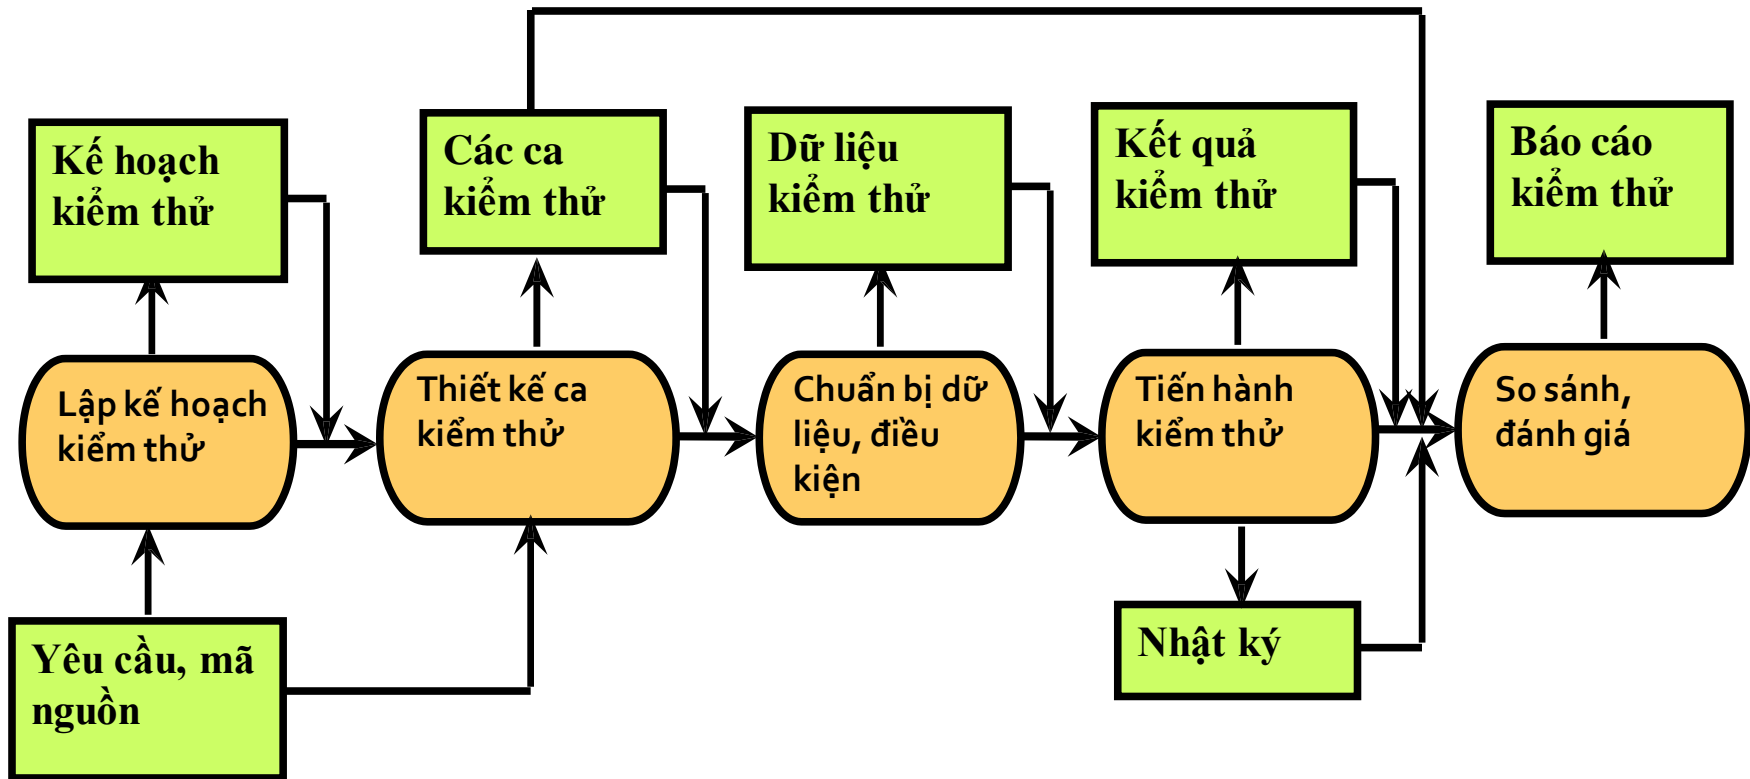 Kế hoạch
kiểm thử
Các ca
kiểm thử
Dữ liệu
kiểm thử
Kết quả
kiểm thử
Báo cáo
kiểm thử
Lập kế hoạch
kiểm thử
Thiết kế ca
kiểm thử
Chuẩn bị dữ
liệu, điều
kiện
Tiến hành
kiểm thử
So sánh,
đánh giá
Yêu cầu, mã
nguồn
Nhật ký